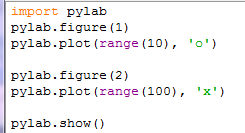 import pylab
pylab.figure(1)
pylab.plot(range(10), 'o')
pylab.figure(2)
pylab.plot(range(100), 'x')
pylab.show()